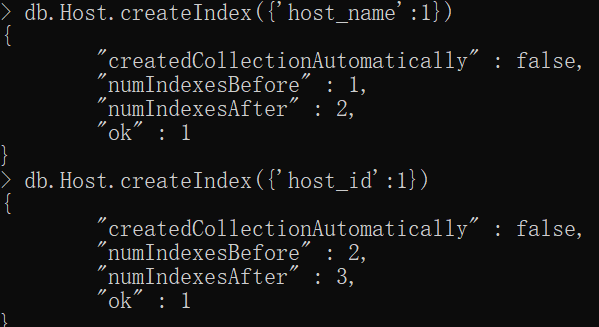 > db.Host.createIndex({'host_name':1})
{
        "createdCollectionAutomatically" : false,
        "numIndexesBefore" : 1,
        "numIndexesAfter" : 2,
        "ok" : 1
}
> db.Host.createIndex({'host_id':1})
{
        "createdCollectionAutomatically" : false,
        "numIndexesBefore" : 2,
        "numIndexesAfter" : 3,
        "ok" : 1
}